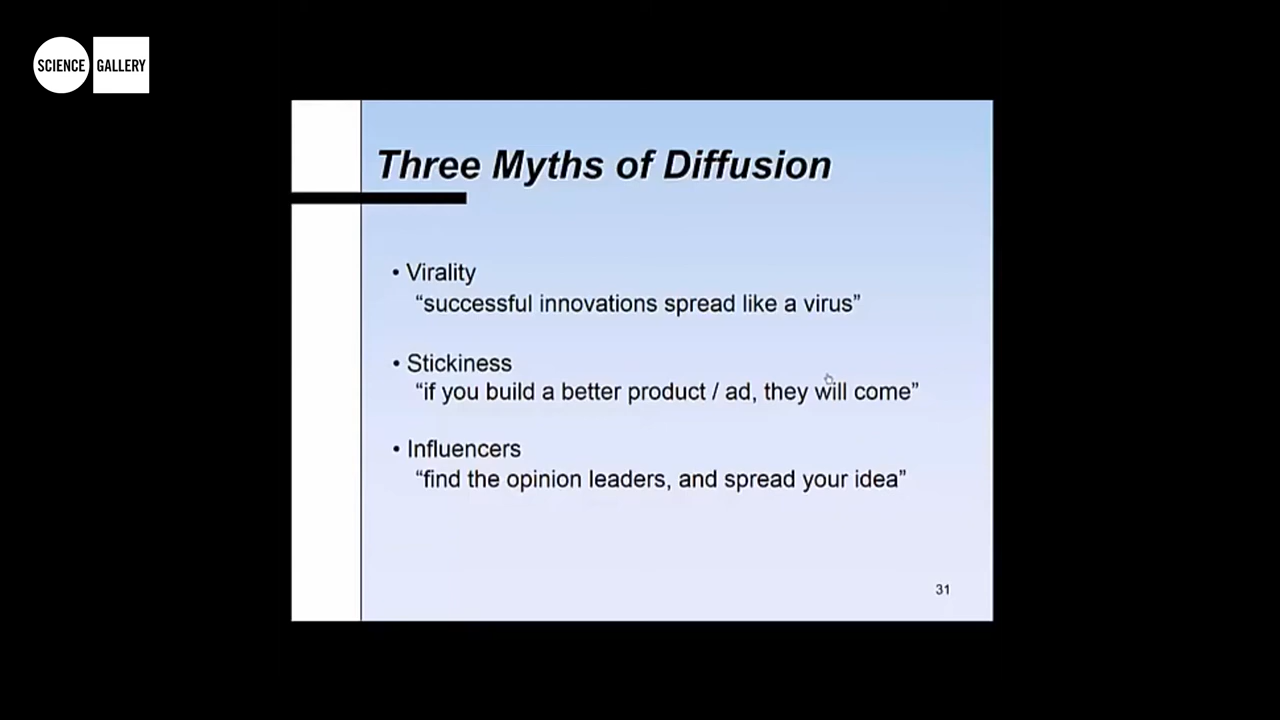 SCIENCE GALLERY
Three Myths of Diffusion
• Virality
“successful innovations spread like a virus”
• Stickiness
“if you build a better product / ad, they will come”
• Influencers
“find the opinion leaders, and spread your idea”
31